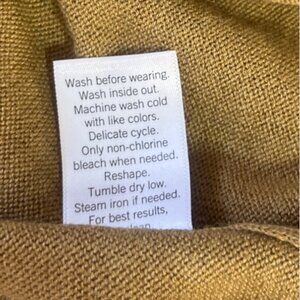 Wash before wearing.
Wash inside out.
Machine wash cold
with like colors.
Delicate cycle.
Only non-chlorine
bleach when needed.
Reshape.
Tumble dry low.
Steam iron if needed.
For best results,